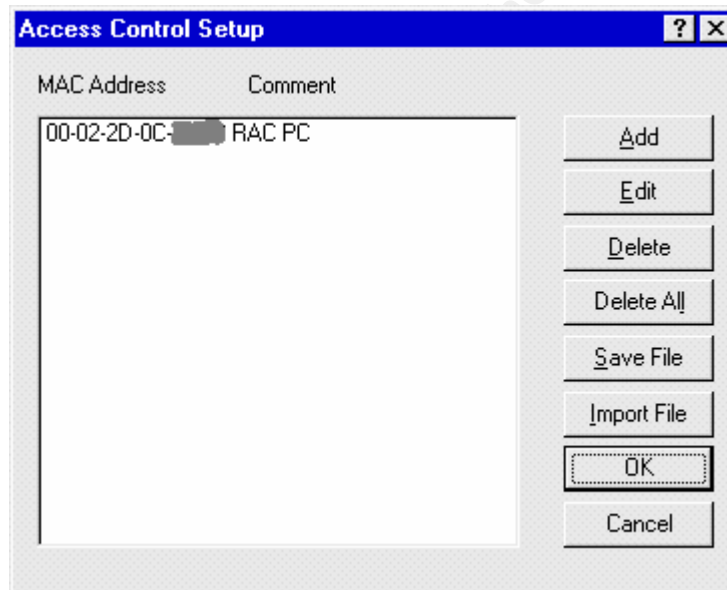 Access Control Setup
MAC Address Comment
00-02-2D-0C- RAC PC
Add
Edit
Delete
Delete All
Save File
Import File
OK
Cancel